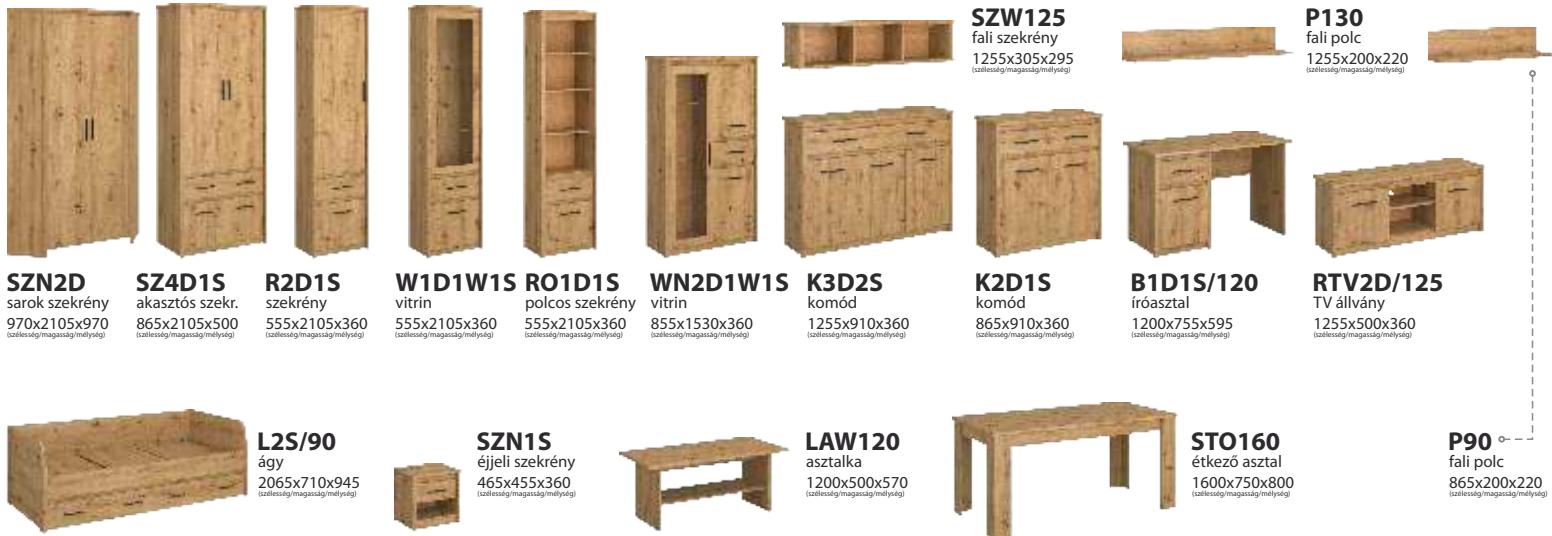 SZW125
fali szekrény
1255x305x295
(szélesség/magasság/mélység)
P130
fali polc
1255x200x220
(szélesség/magasság/mélység)
SZN2D
sarok szekrény
970x2105x970
(szélesség/magasság/mélység)
SZ4D1S
akasztós szekr.
865x2105x500
(szélesség/magasság/mélység)
R2D1S
szekrény
555x2105x360
(szélesség/magasság/mélység)
W1D1W1S
vitrin
555x2105x360
(szélesség/magasság/mélység)
RO1D1S
polcos szekrény
555x2105x360
(szélesség/magasság/mélység)
WN2D1W1S
vitrin
855x1530x360
(szélesség/magasság/mélység)
K3D2S
komód
1255x910x360
(szélesség/magasság/mélység)
K2D1S
komód
865x910x360
(szélesség/magasság/mélység)
B1D1S/120
íróasztal
1200x755x595
(szélesség/magasság/mélység)
RTV2D/125
TV állvány
1255x500x360
(szélesség/magasság/mélység)
L2S/90
ágy
2065x710x945
(szélesség/magasság/mélység)
SZN1S
éjjeli szekrény
465x455x360
(szélesség/magasság/mélység)
LAW120
asztalka
1200x500x570
(szélesség/magasság/mélység)
STO160
étkező asztal
1600x750x800
(szélesség/magasság/mélység)
P90
fali polc
865x200x220
(szélesség/magasság/mélység)